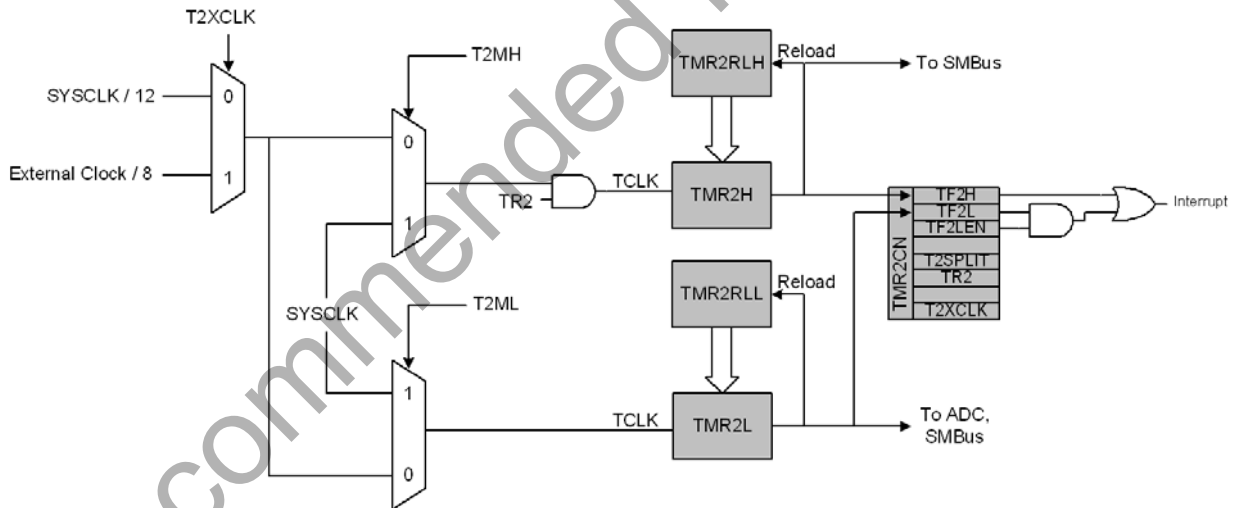 T2XCLK
SYSCLK / 12
0
External Clock / 8
1
T2MH
0
1
TR2
TCLK
SYSCLK
T2ML
1
0
TCLK
TMR2RLH
Reload
To SMBus
TMR2H
TMR2RLL
Reload
TMR2L
To ADC,
SMBus
TMR2CN
TF2H
TF2L
TF2LEN
T2SPLIT
TR2
T2XCLK
Interrupt
commended